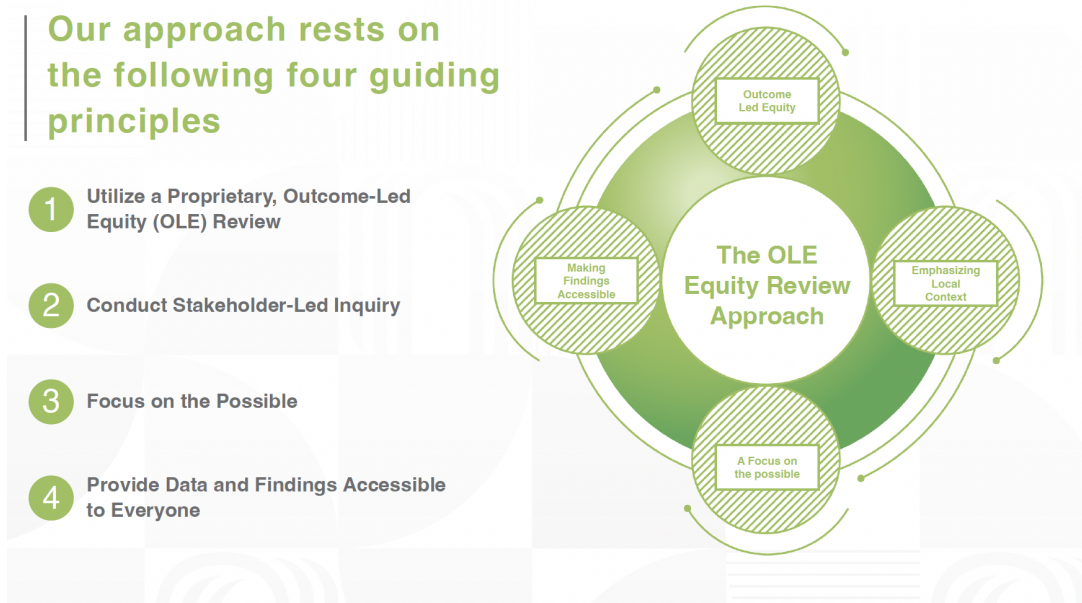 Our approach rests on
the following four guiding
principles
1
Utilize a Proprietary, Outcome-Led
Equity (OLE) Review
2
Conduct Stakeholder-Led Inquiry
3
Focus on the Possible
4
Provide Data and Findings Accessible
to Everyone
Outcome
Led Equity
Making
Findings
Accessible
The OLE
Equity Review
Approach
Emphasizing
Local
Context
A Focus on
the possible